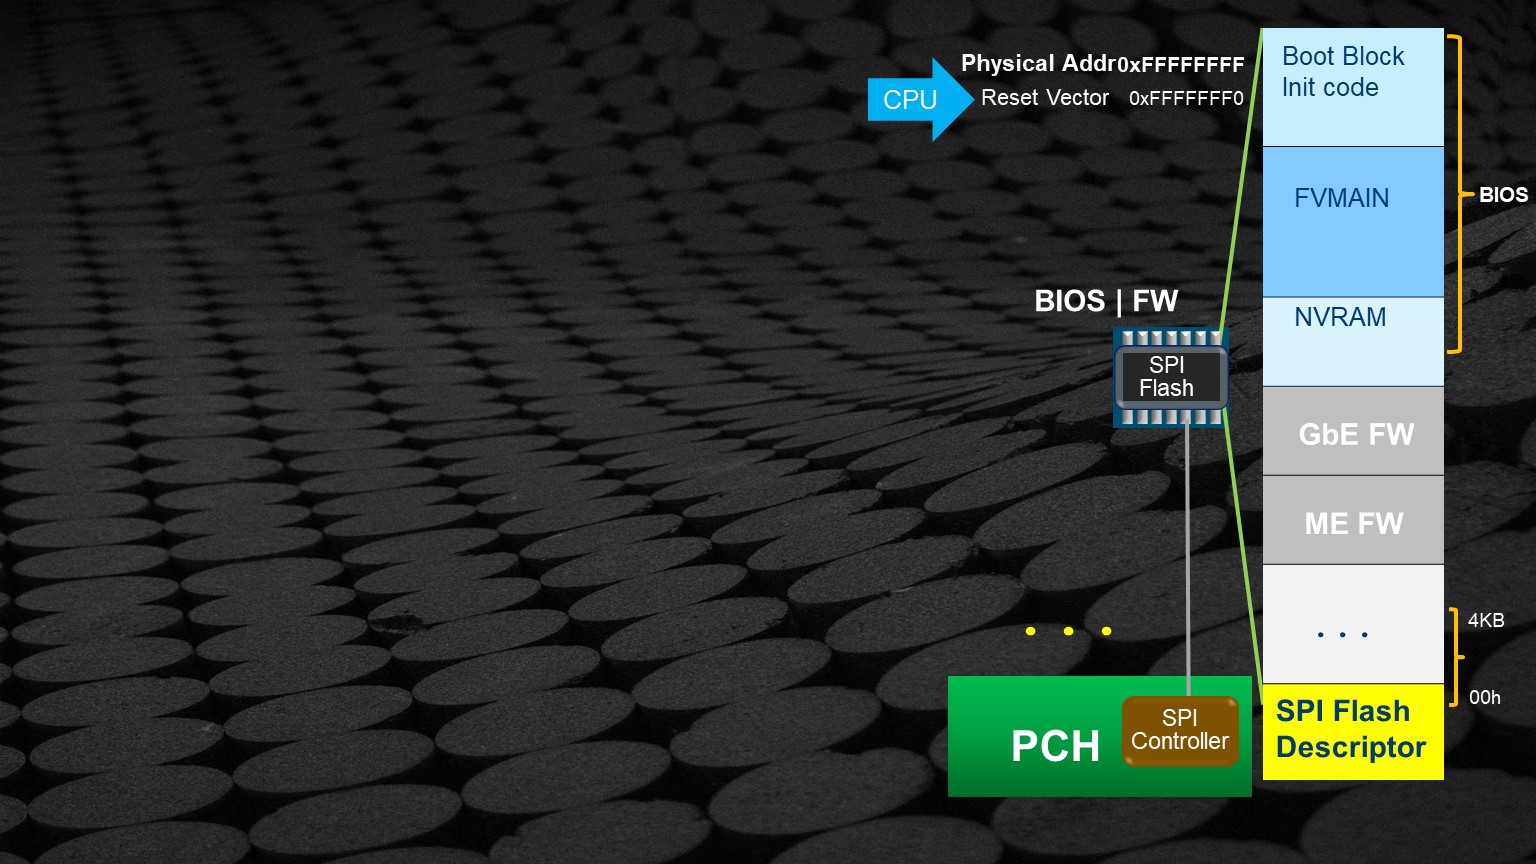 Physical Addr 0xFFFFFFFF
CPU
Reset Vector 0xFFFFFFF0
Boot Block
Init code
FVMAIN
BIOS
NVRAM
BIOS | FW
SPI
Flash
GbE FW
ME FW
. . .
4KB
00h
. . .
PCH
SPI
Controller
SPI Flash
Descriptor